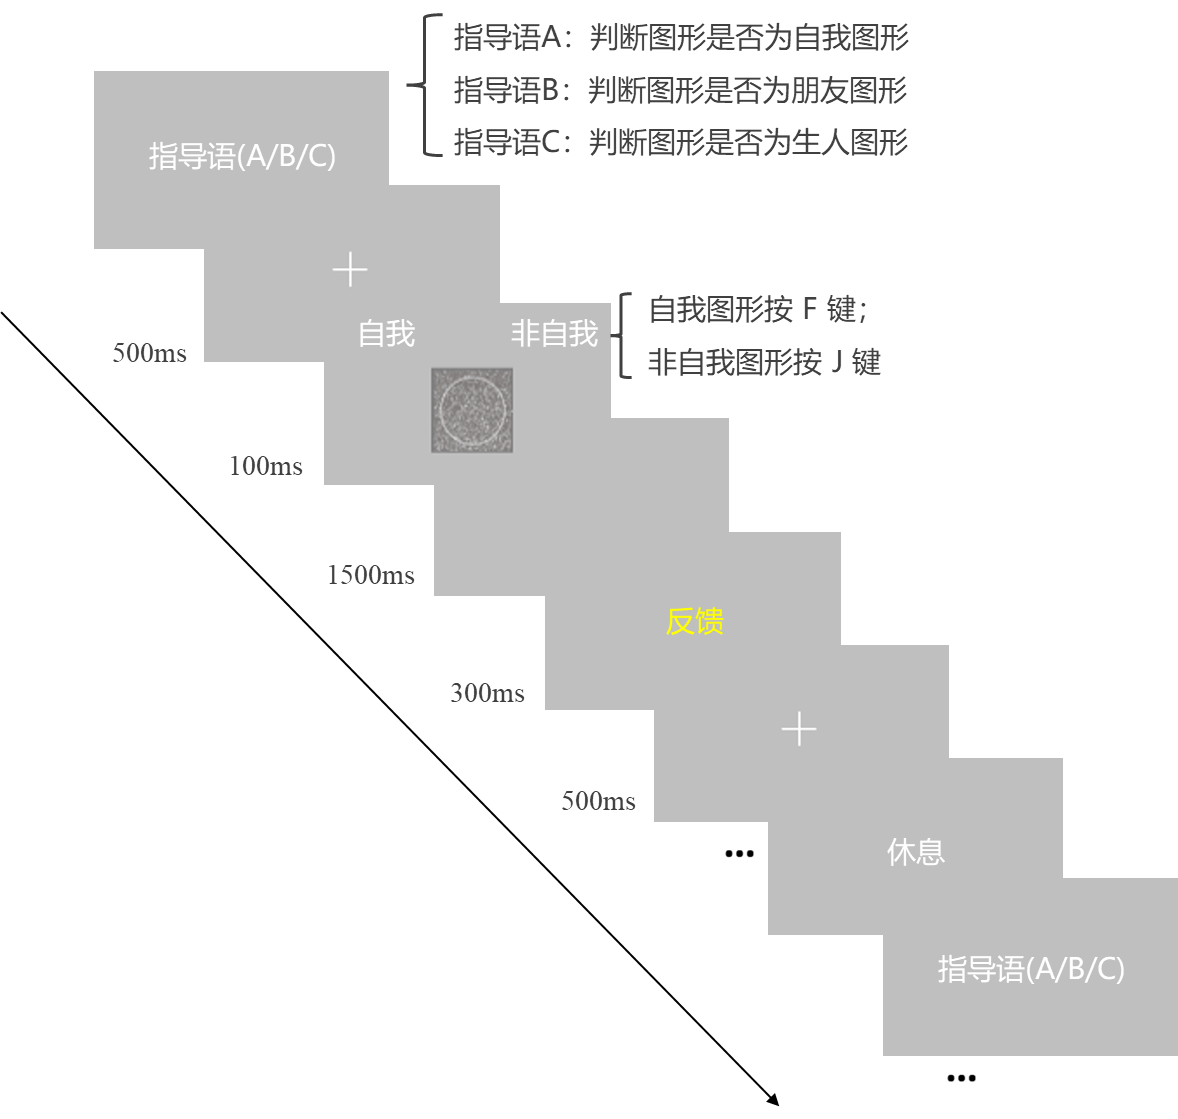 指导语A：判断图形是否为自我图形
指导语B：判断图形是否为朋友图形
指导语C：判断图形是否为生人图形
指导语(A/B/C)
自我
非自我
自我图形按 F 键；
非自我图形按 J 键
500ms
100ms
1500ms
反馈
300ms
500ms
•••
休息
指导语(A/B/C)
•••